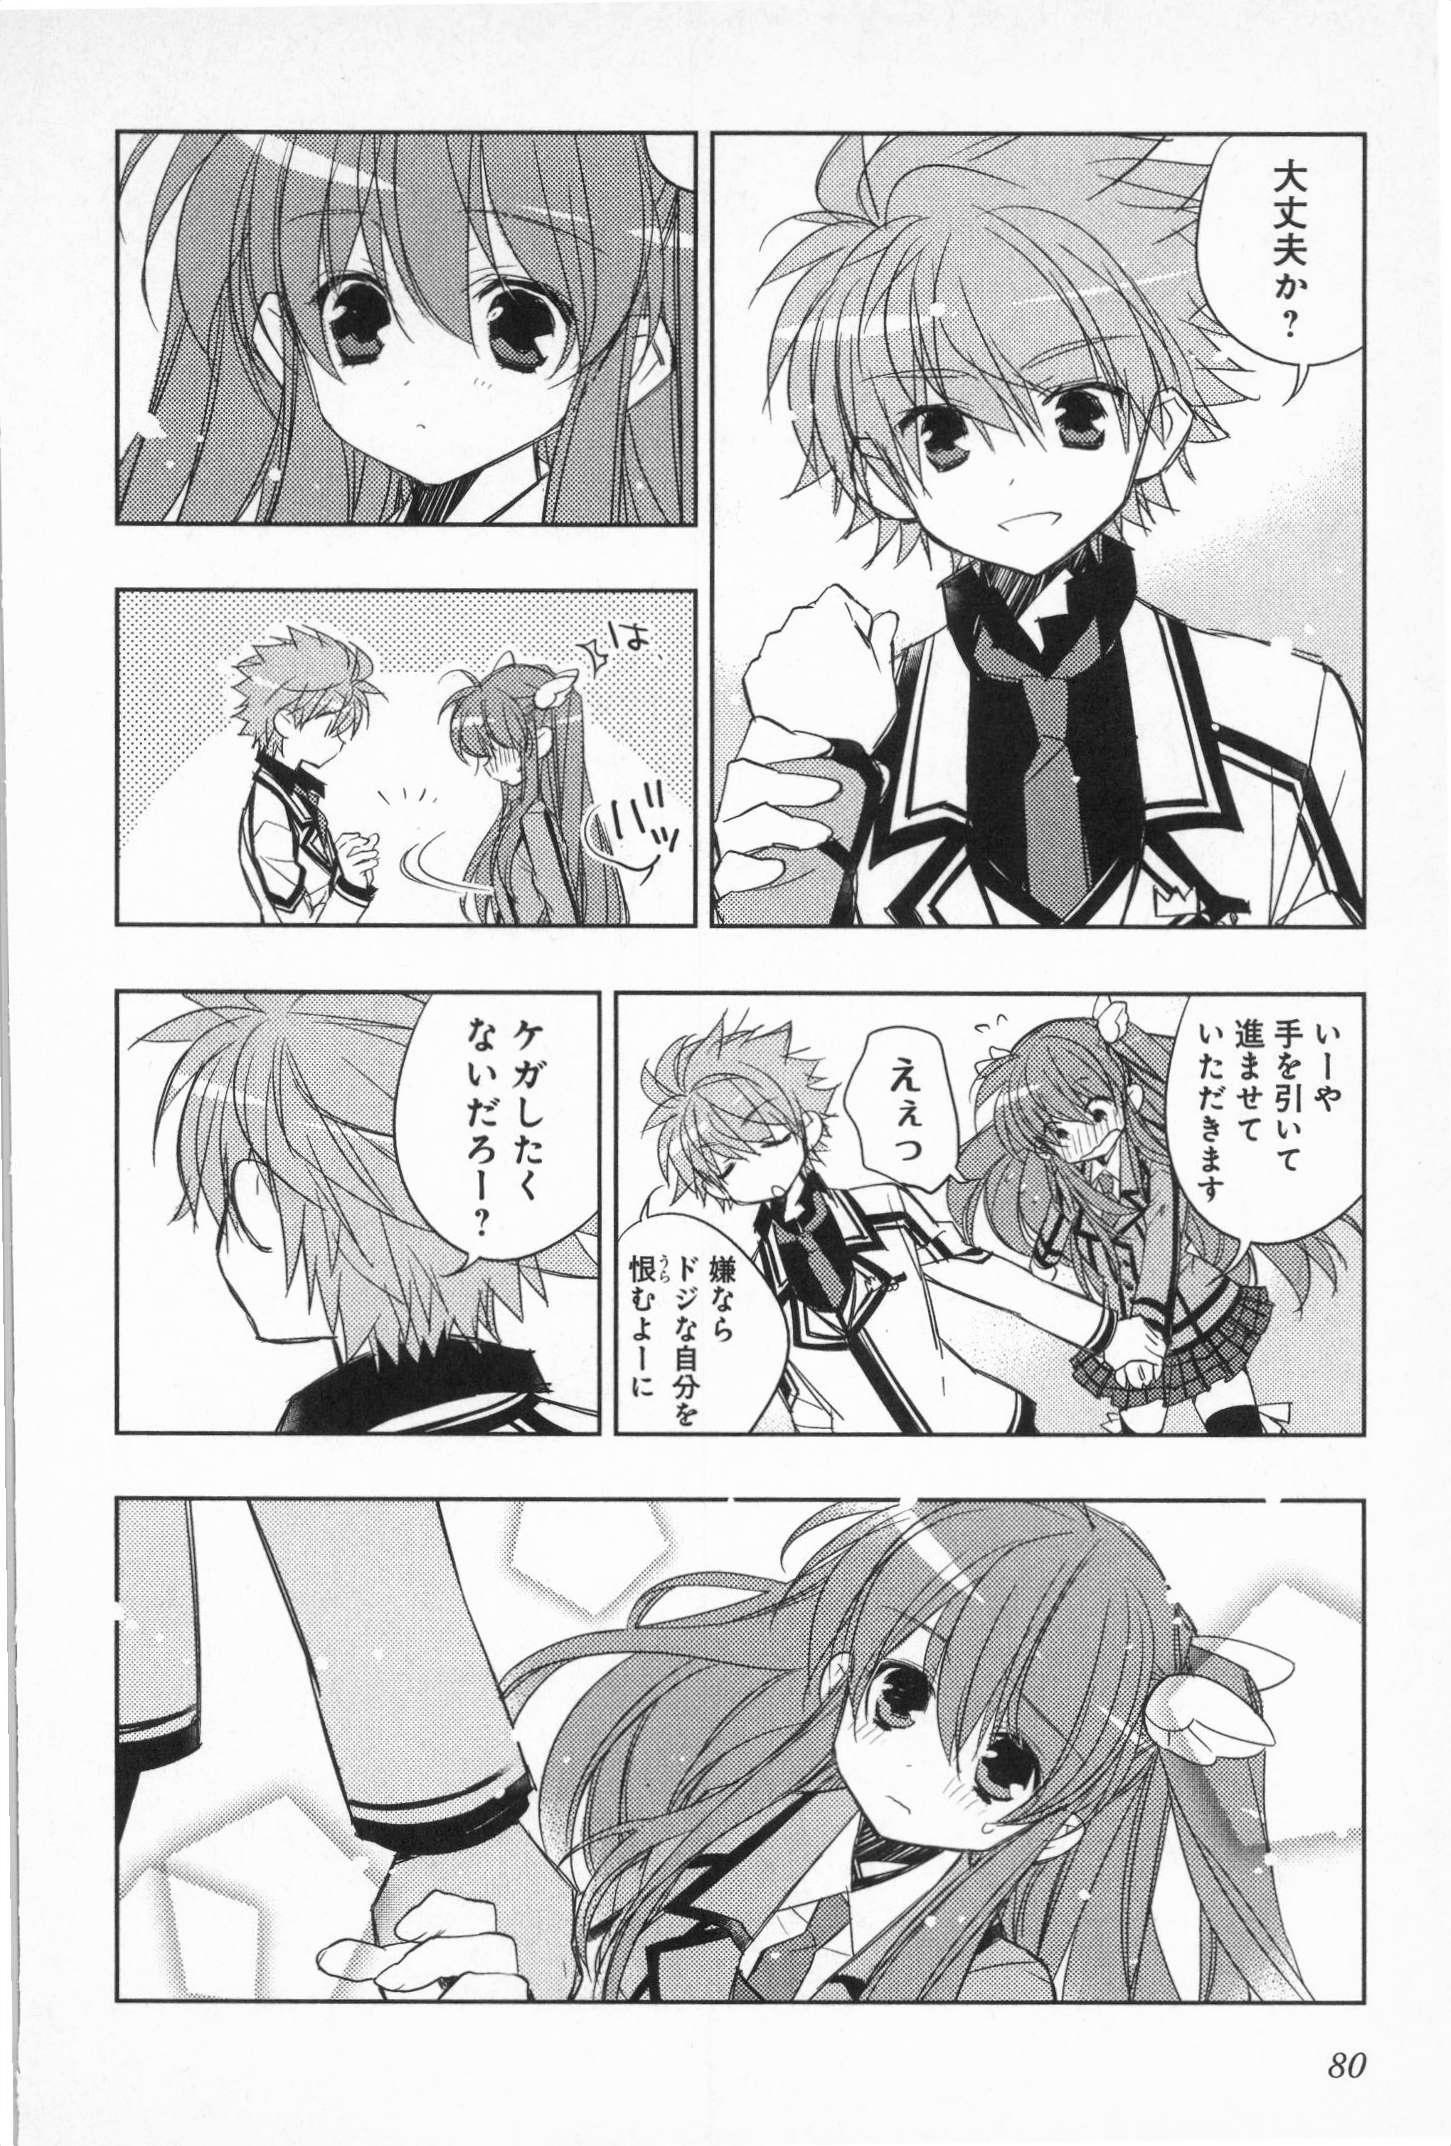 大丈夫か?
は
バッ
いーや
手を引いて
進ませて
いただきます
えぇっ
嫌なら
ドジな自分を
恨むよーに
うら
ケガしたく
ないだろー?
80